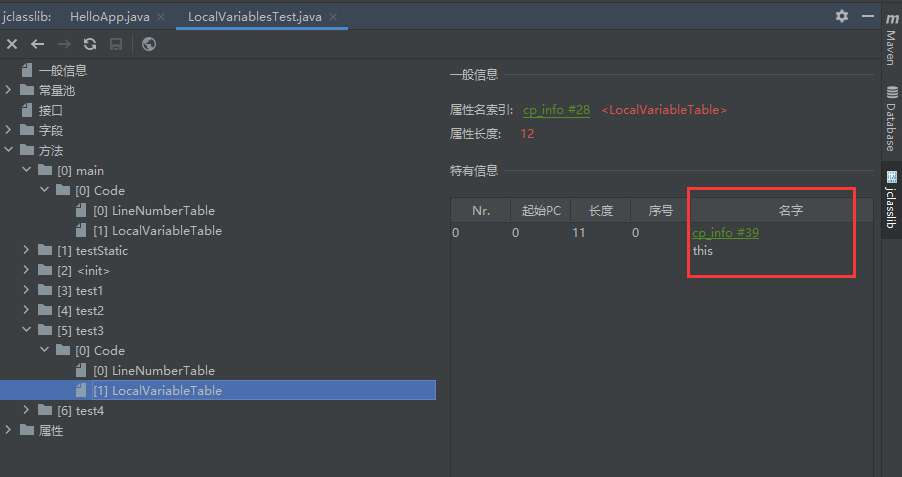 jclasslib: HelloApp.java LocalVariablesTest.java
一般信息
常量池
接口
字段
方法
[0] main
[0] Code
[0] LineNumberTable
[1] LocalVariableTable
[1] testStatic
[2] <init>
[3] test1
[4] test2
[5] test3
[0] Code
[0] LineNumberTable
[1] LocalVariableTable
[6] test4
属性
一般信息
属性名索引: cp_info #28 <LocalVariableTable>
属性长度: 12
特有信息
Nr. 起始PC 长度 序号 名字
0 0 11 0 cp_info #39
this
m Maven
Database
jclasslib